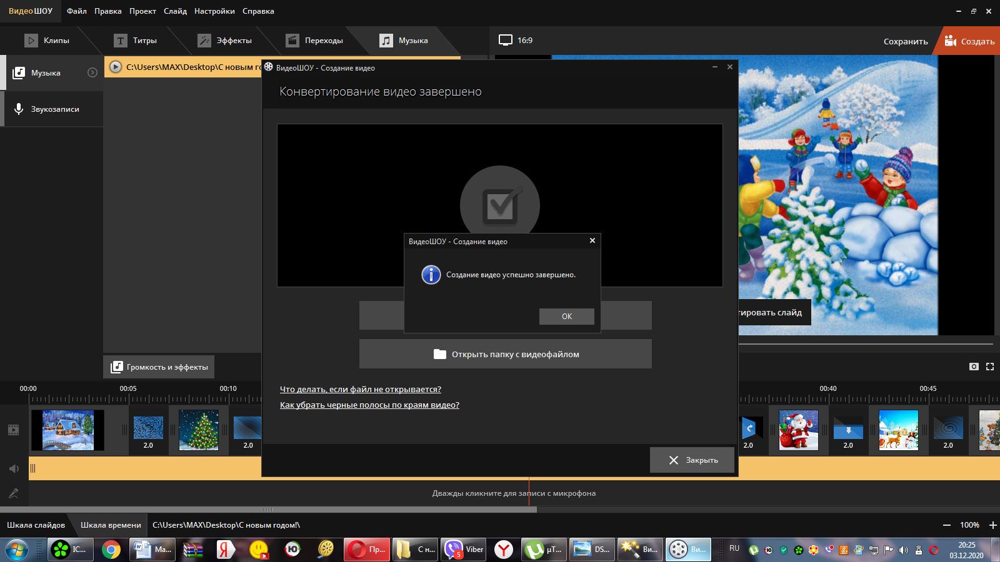 ВидеоШОУ Файл Правка Проект Слайд Настройки Справка
Клипы Титры Эффекты Переходы Музыка
16:9
Сохранить
Создать
Музыка
Звукозаписи
C:\Users\MAX\Desktop\С новым го
ВидеоШОУ - Создание видео
Конвертирование видео завершено
ВидеоШОУ - Создание видео
Создание видео успешно завершено.
ОК
тировать слайд
Открыть папку с видеофайлом
Что делать, если файл не открывается?
Как убрать черные полосы по краям видео?
Закрыть
Громкость и эффекты
00:00 00:05 00:10 00:40 00:45
2.0 2.0 2.0 2.0 2.0
Дважды кликните для записи с микрофона
Шкала слайдов Шкала времени C:\Users\MAX\Desktop\С новым годом!\
100%
IC... Ма... Пр... С н... 5 Viber µT... DS... Ви... Ви... RU
20:25
03.12.2020